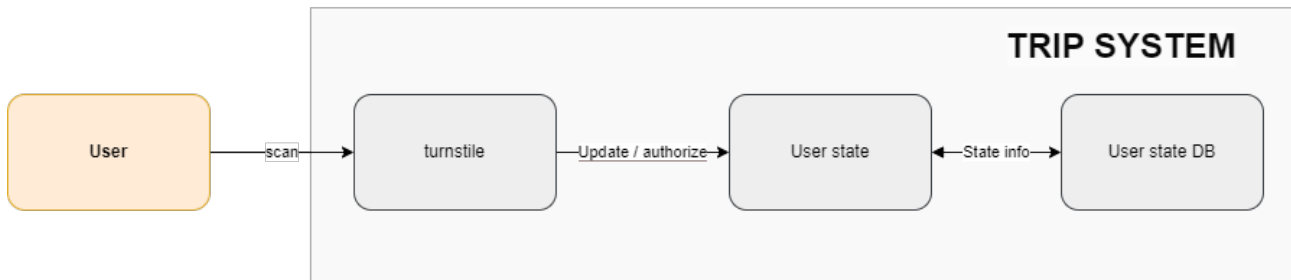 TRIP SYSTEM
User
scan
turnstile
Update / authorize
User state
State info
User state DB